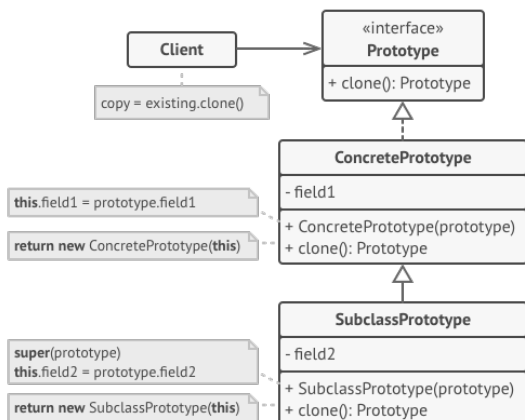 Client
«interface»
Prototype
+ clone(): Prototype
copy = existing.clone()
ConcretePrototype
- field1
this.field1 = prototype.field1
+ ConcretePrototype(prototype)
return new ConcretePrototype(this)
+ clone(): Prototype
SubclassPrototype
- field2
super(prototype)
this.field2 = prototype.field2
+ SubclassPrototype(prototype)
return new SubclassPrototype(this)
+ clone(): Prototype